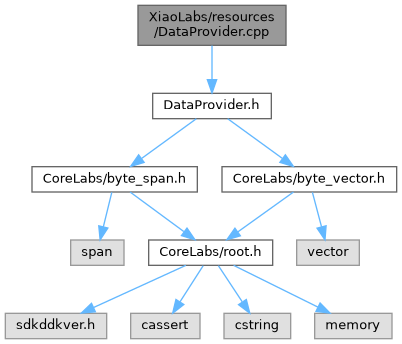 XiaoLabs/resources
/DataProvider.cpp
DataProvider.h
CoreLabs/byte_span.h
CoreLabs/byte_vector.h
span
CoreLabs/root.h
vector
sdkddkver.h
cassert
cstring
memory